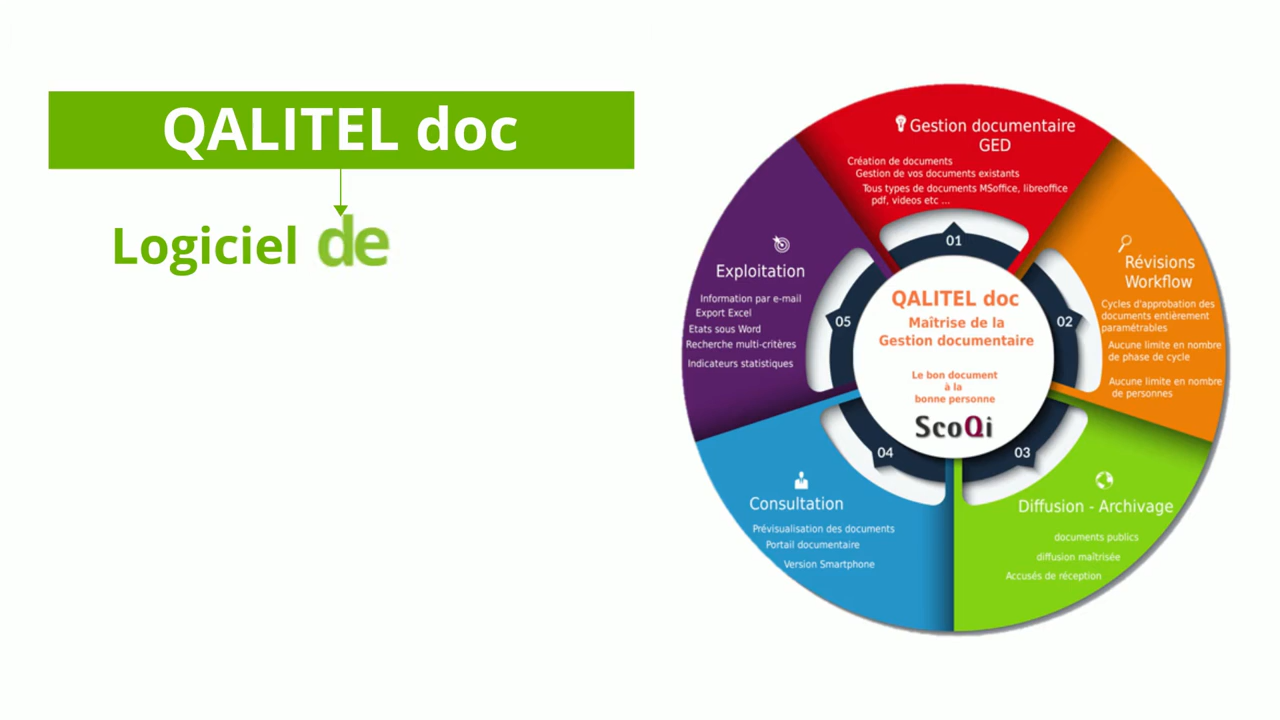 QALITEL doc
Logiciel de
Gestion documentaire
GED
Création de documents
Gestion de vos documents existants
Tous types de documents MSoffice, libreoffice
pdf, videos etc ...
01
Révisions
Workflow
Cycles d'approbation des
documents entièrement
paramétrables
Aucune limite en nombre
de phase de cycle
Aucune limite en nombre
de personnes
02
Diffusion - Archivage
documents publics
diffusion maîtrisée
Accusés de réception
03
Consultation
Prévisualisation des documents
Portail documentaire
Version Smartphone
04
Exploitation
Information par e-mail
Export Excel
Etats sous Word
Recherche multi-critères
Indicateurs statistiques
05
QALITEL doc
Maîtrise de la
Gestion documentaire
Le bon document
à la
bonne personne
ScoQi